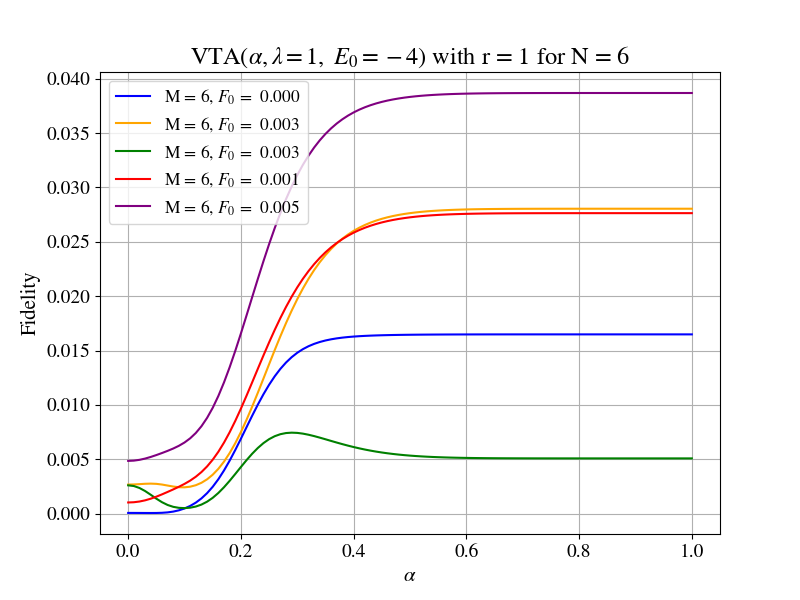 VTA(α, λ = 1, E₀ = −4) with r = 1 for N = 6
M = 6, F₀ = 0.000
M = 6, F₀ = 0.003
M = 6, F₀ = 0.003
M = 6, F₀ = 0.001
M = 6, F₀ = 0.005
Fidelity
0.040
0.035
0.030
0.025
0.020
0.015
0.010
0.005
0.000
0.0 0.2 0.4 0.6 0.8 1.0
α